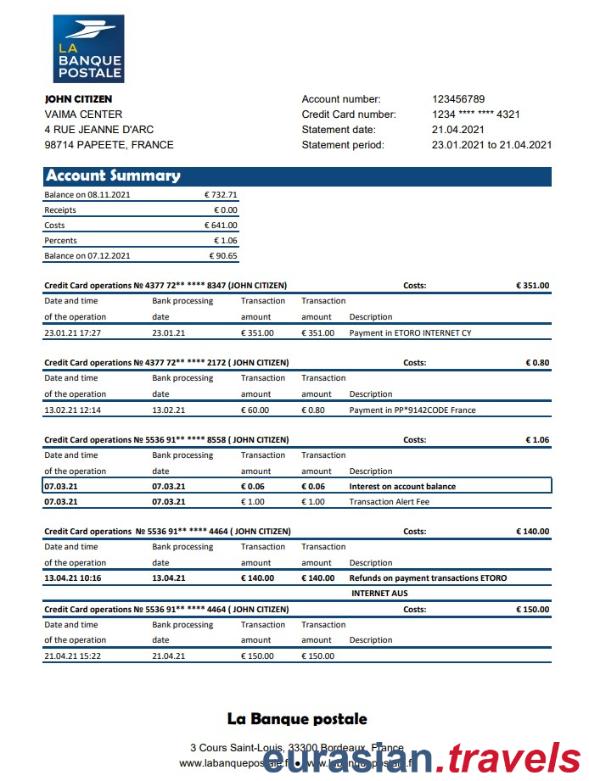 LA
BANQUE
POSTALE
JOHN CITIZEN
VAIMA CENTER
4 RUE JEANNE D'ARC
98714 PAPEETE, FRANCE
Account number: 123456789
Credit Card number: 1234 **** **** 4321
Statement date: 21.04.2021
Statement period: 23.01.2021 to 21.04.2021
Account Summary
Balance on 08.11.2021 € 732.71
Receipts € 0.00
Costs € 641.00
Percents € 1.06
Balance on 07.12.2021 € 90.65
Credit Card operations № 4377 72** **** 8347 (JOHN CITIZEN) Costs: € 351.00
Date and time Bank processing Transaction Transaction
of the operation date amount amount Description
23.01.21 17:27 23.01.21 € 351.00 € 351.00 Payment in ETORO INTERNET CY
Credit Card operations № 4377 72** **** 2172 ( JOHN CITIZEN) Costs: € 0.80
Date and time Bank processing Transaction Transaction
of the operation date amount amount Description
13.02.21 12:14 13.02.21 € 60.00 € 0.80 Payment in PP*9142CODE France
Credit Card operations № 5536 91** **** 8558 ( JOHN CITIZEN) Costs: € 1.06
Date and time Bank processing Transaction Transaction
of the operation date amount amount Description
07.03.21 07.03.21 € 0.06 € 0.06 Interest on account balance
07.03.21 07.03.21 € 1.00 € 1.00 Transaction Alert Fee
Credit Card operations № 5536 91** **** 4464 ( JOHN CITIZEN) Costs: € 140.00
Date and time Bank processing Transaction Transaction
of the operation date amount amount Description
13.04.21 10:16 13.04.21 € 140.00 € 140.00 Refunds on payment transactions ETORO
INTERNET AUS
Credit Card operations № 5536 91** **** 4464 ( JOHN CITIZEN) Costs: € 150.00
Date and time Bank processing Transaction Transaction
of the operation date amount amount Description
21.04.21 15:22 21.04.21 € 150.00 € 150.00
La Banque postale
3 Cours Saint-Louis, 33300 Bordeaux, France
eurasian.travels